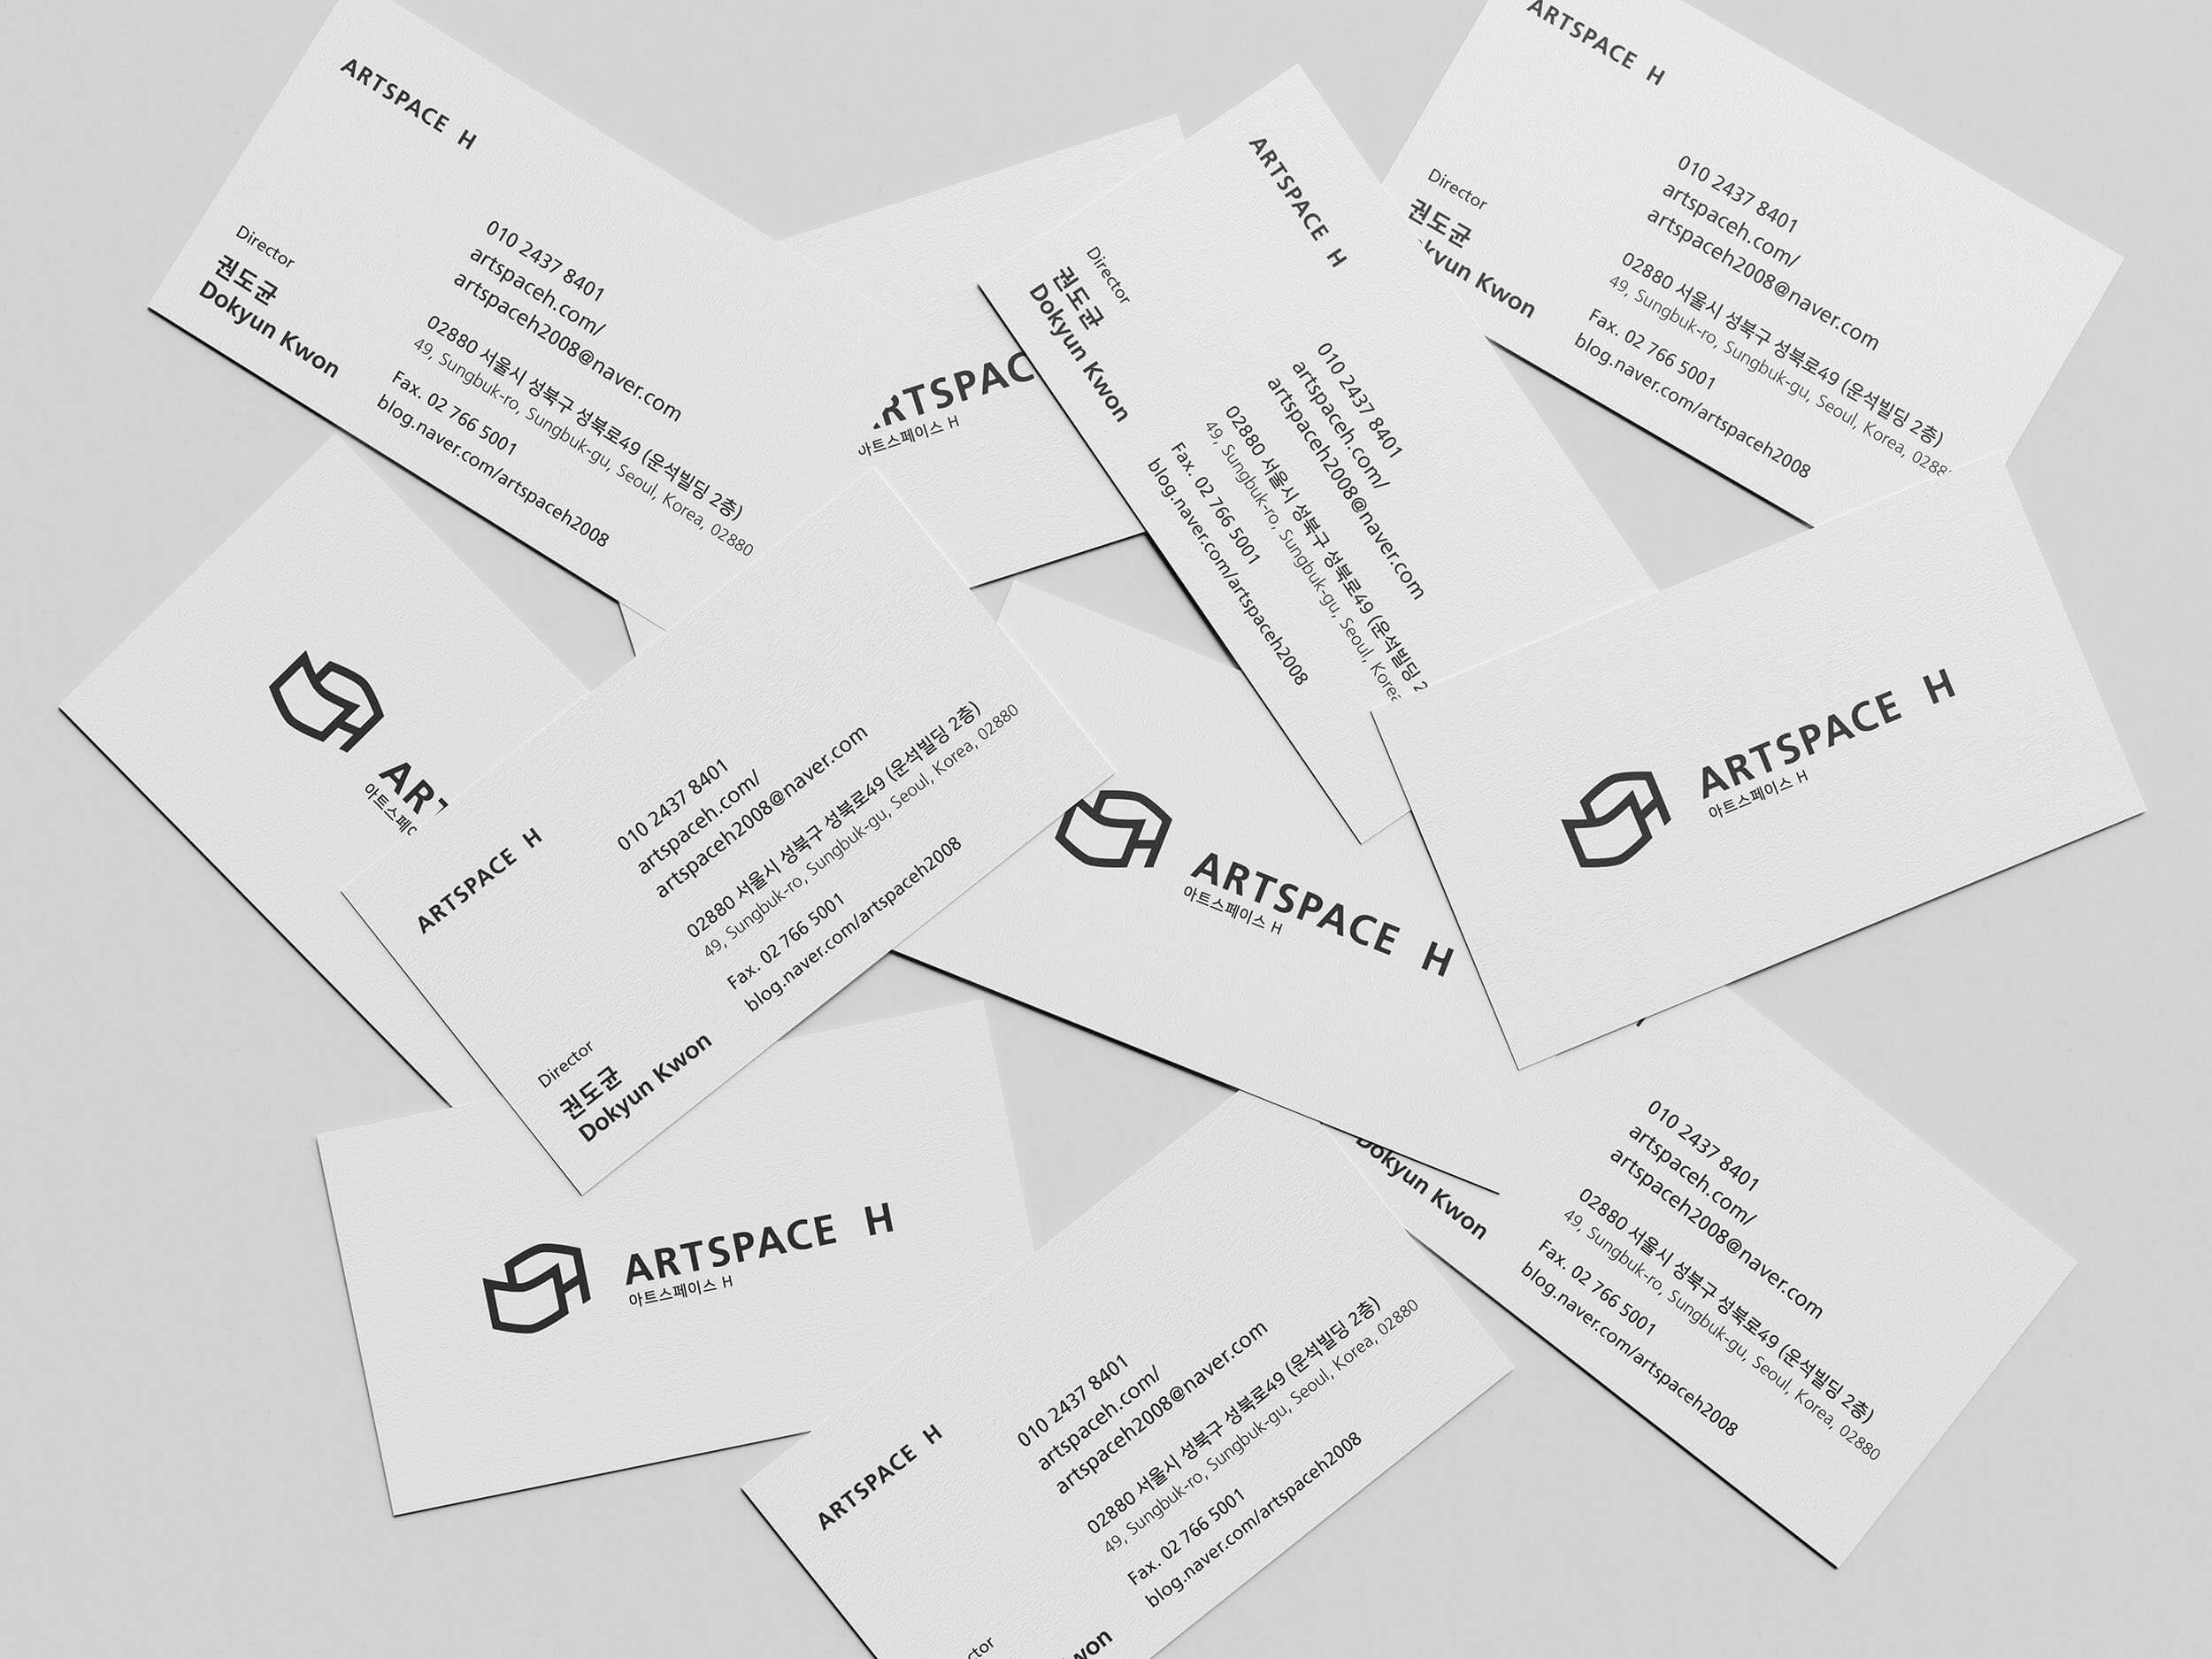 ARTSPACE H
Director
권도균
Dokyun Kwon
010 2437 8401
artspaceh.com/
artspaceh2008@naver.com
02880 서울시 성북구 성북로49 (운석빌딩 2층)
49, Sungbuk-ro, Sungbuk-gu, Seoul, Korea, 02880
Fax. 02 766 5001
blog.naver.com/artspaceh2008
아트스페이스 H
ARTSPACE H
Director
권도균
Dokyun Kwon
010 2437 8401
artspaceh.com/
artspaceh2008@naver.com
02880 서울시 성북구 성북로49 (운석빌딩
49, Sungbuk-ro, Sungbuk-gu, Seoul,
Fax. 02 766 5001
blog.naver.com/artspaceh2008
ARTSPACE H
Director
권도균
Kwon
010 2437 8401
artspaceh.com/
artspaceh2008@naver.com
02880 서울시 성북구 성북로49 (운석빌딩 2층)
49, Sungbuk-ro, Sungbuk-gu, Seoul, Korea,
Fax. 02 766 5001
blog.naver.com/artspaceh2008
ARTSPACE H
010 2437 8401
artspaceh.com/
artspaceh2008@naver.com
02880 서울시 성북구 성북로49 (운석빌딩 2층)
49, Sungbuk-ro, Sungbuk-gu, Seoul, Korea, 02880
Fax. 02 766 5001
blog.naver.com/artspaceh2008
Director
권도균
Dokyun Kwon
ARTSPACE H
아트스페이스 H
ARTSPACE H
아트스페이스 H
ARTSPACE H
아트스페이스 H
Dokyun Kwon
010 2437 8401
artspaceh.com/
artspaceh2008@naver.com
02880 서울시 성북구 성북로49 (운석빌딩 2층)
49, Sungbuk-ro, Sungbuk-gu, Seoul, Korea, 02880
Fax. 02 766 5001
blog.naver.com/artspaceh2008
ARTSPACE H
010 2437 8401
artspaceh.com/
artspaceh2008@naver.com
02880 서울시 성북구 성북로49 (운석빌딩 2층)
49, Sungbuk-ro, Sungbuk-gu, Seoul, Korea, 02880
Fax. 02 766 5001
blog.naver.com/artspaceh2008